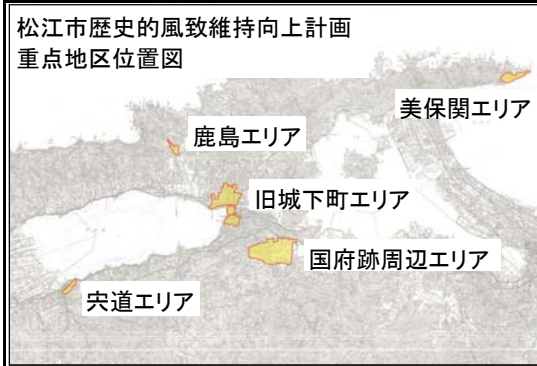 松江市歴史的風致維持向上計画
重点地区位置図
美保関エリア
鹿島エリア
旧城下町エリア
国府跡周辺エリア
宍道エリア